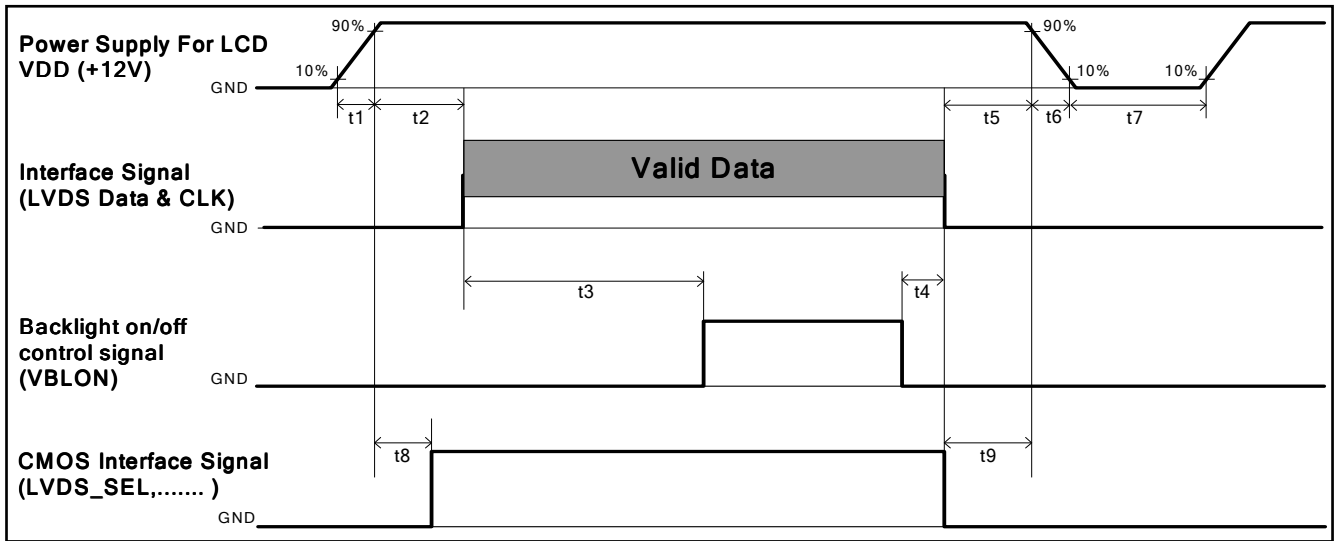 Power Supply For LCD
VDD (+12V)
90%
10%
GND
90%
10%
10%
t1
t2
t5
t6
t7
Interface Signal
(LVDS Data & CLK)
Valid Data
GND
t3
t4
Backlight on/off
control signal
(VBLON)
GND
t8
t9
CMOS Interface Signal
(LVDS_SEL,....... )
GND